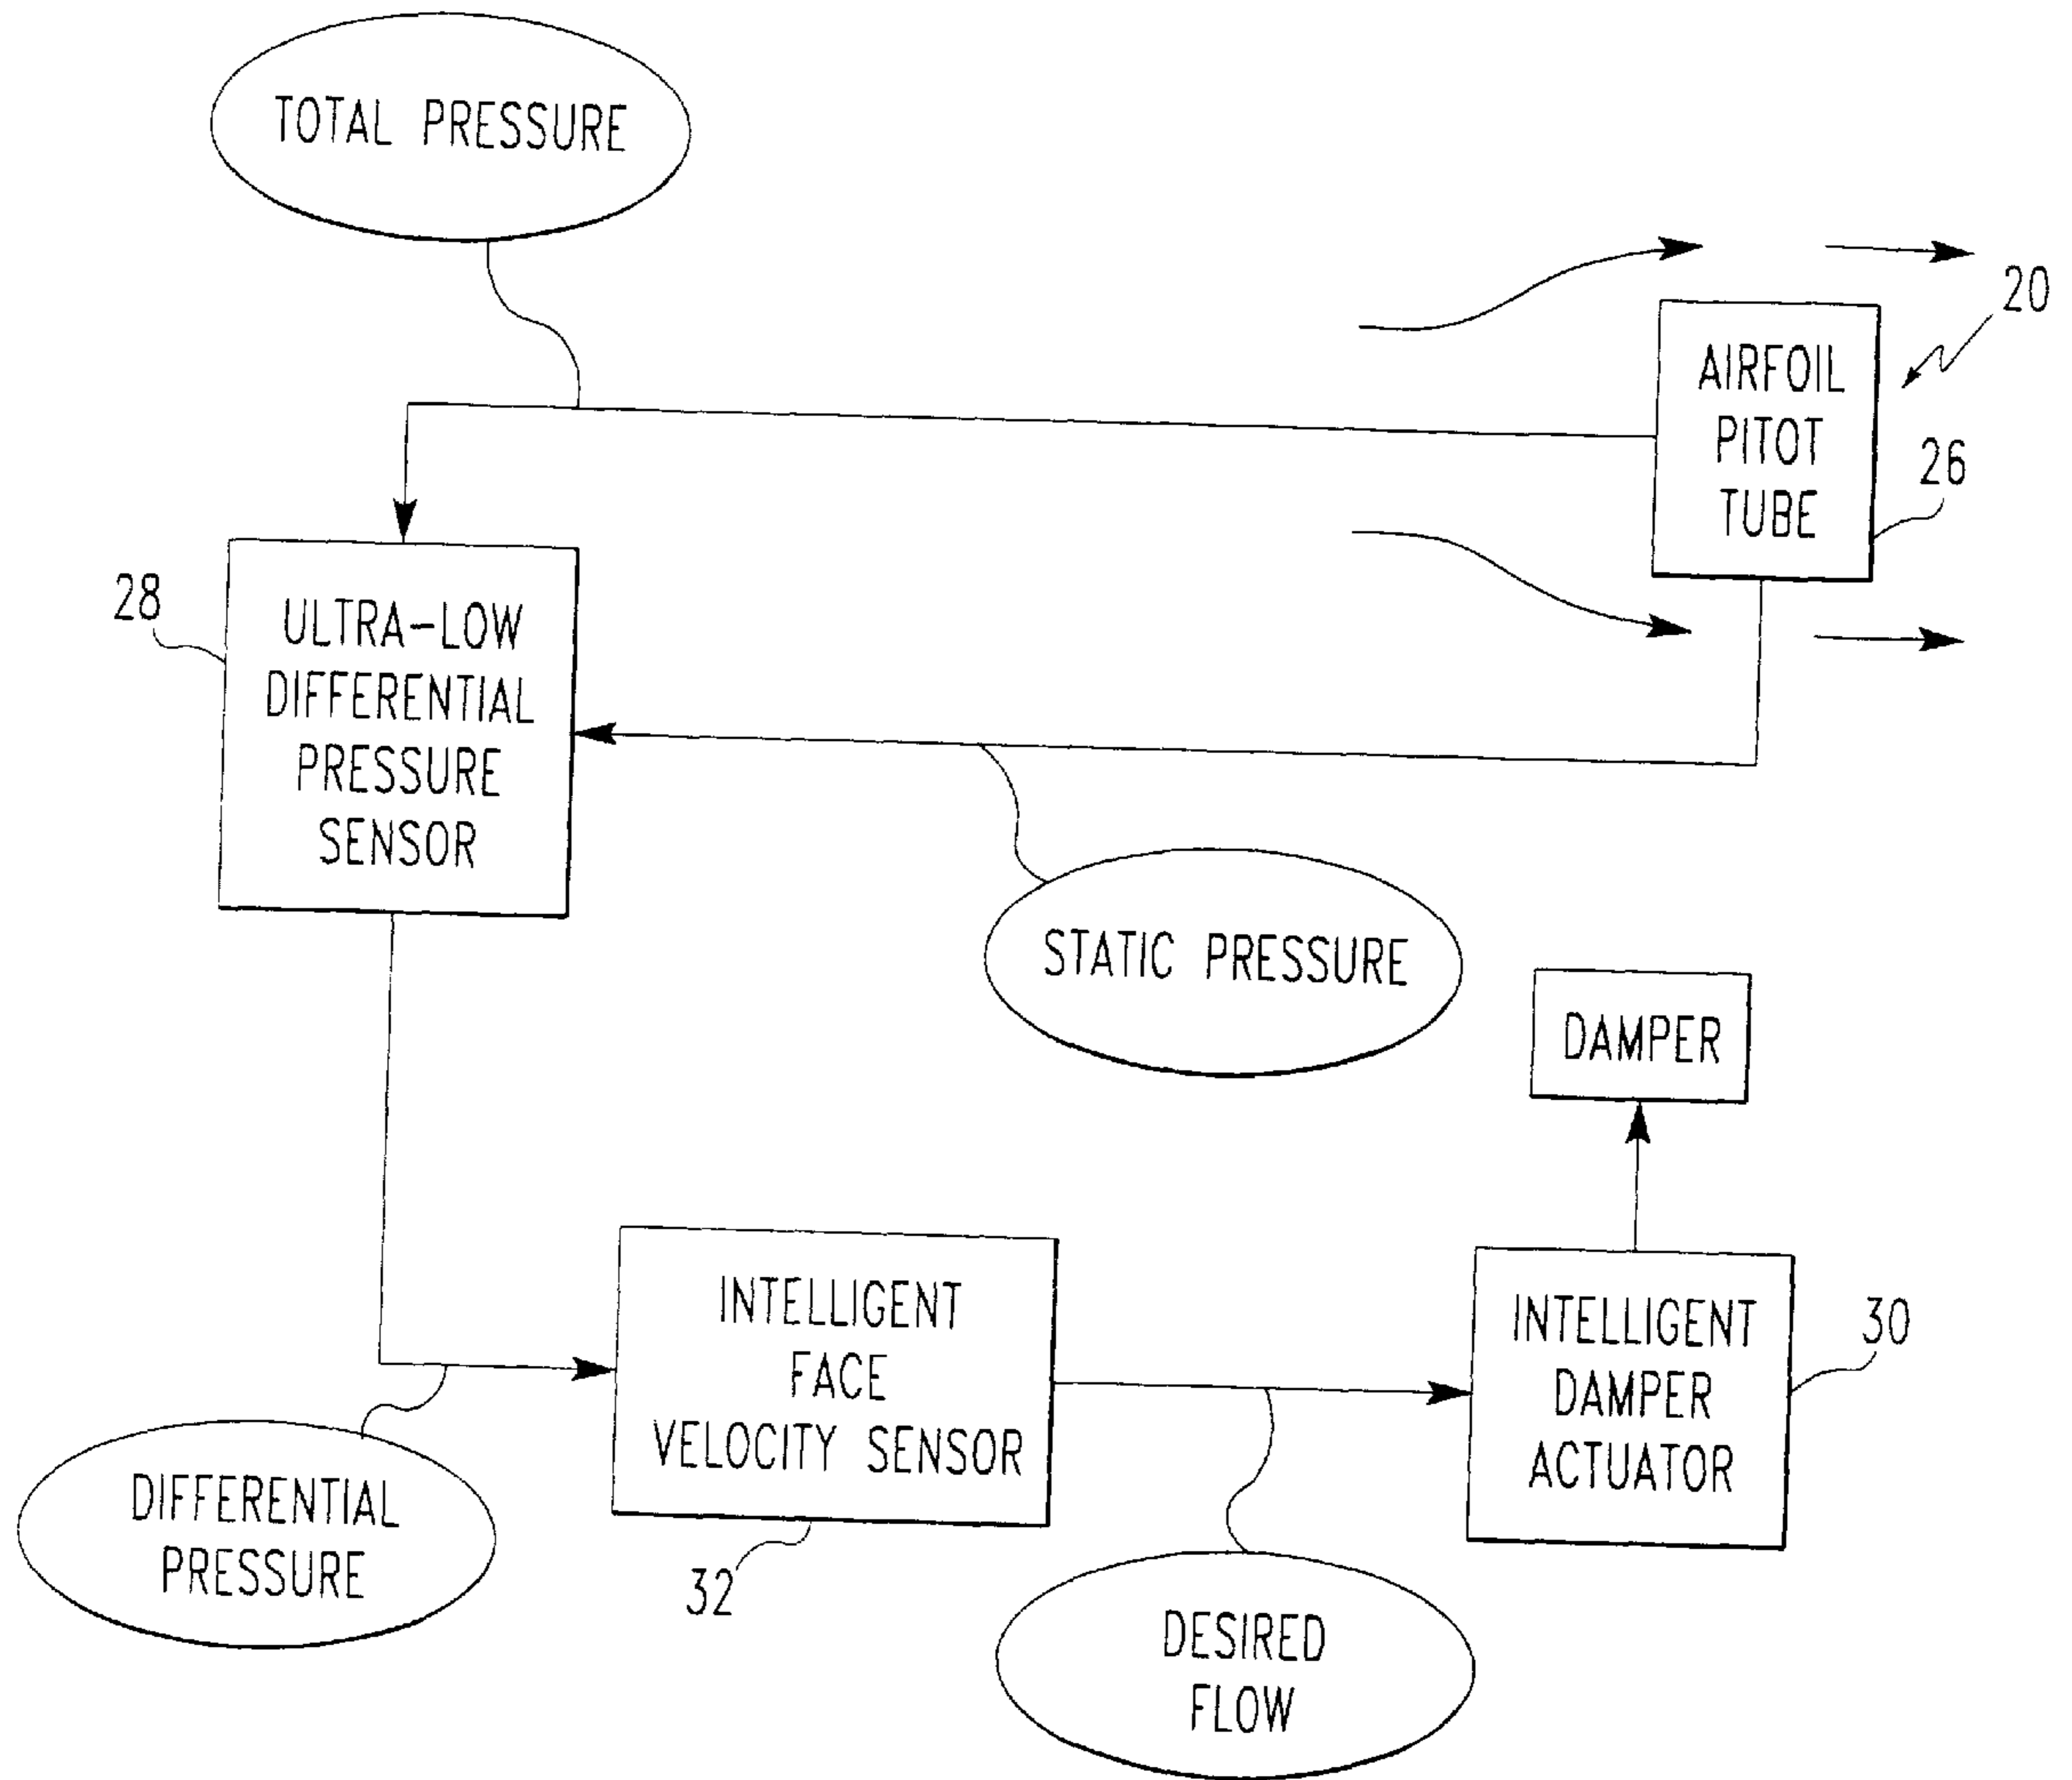 TOTAL PRESSURE
20
AIRFOIL
PITOT
TUBE
26
28
ULTRA-LOW
DIFFERENTIAL
PRESSURE
SENSOR
STATIC PRESSURE
DAMPER
INTELLIGENT
FACE
VELOCITY SENSOR
32
INTELLIGENT
DAMPER
ACTUATOR
30
DIFFERENTIAL
PRESSURE
DESIRED
FLOW